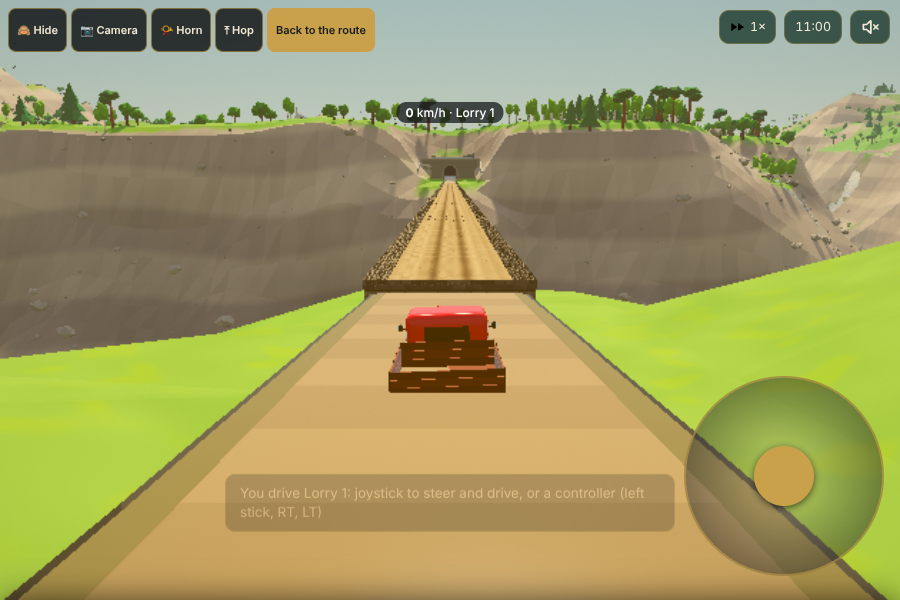 Hide
Camera
Horn
Hop
Back to the route
1×
11:00
0 km/h · Lorry 1
You drive Lorry 1: joystick to steer and drive, or a controller (left
stick, RT, LT)